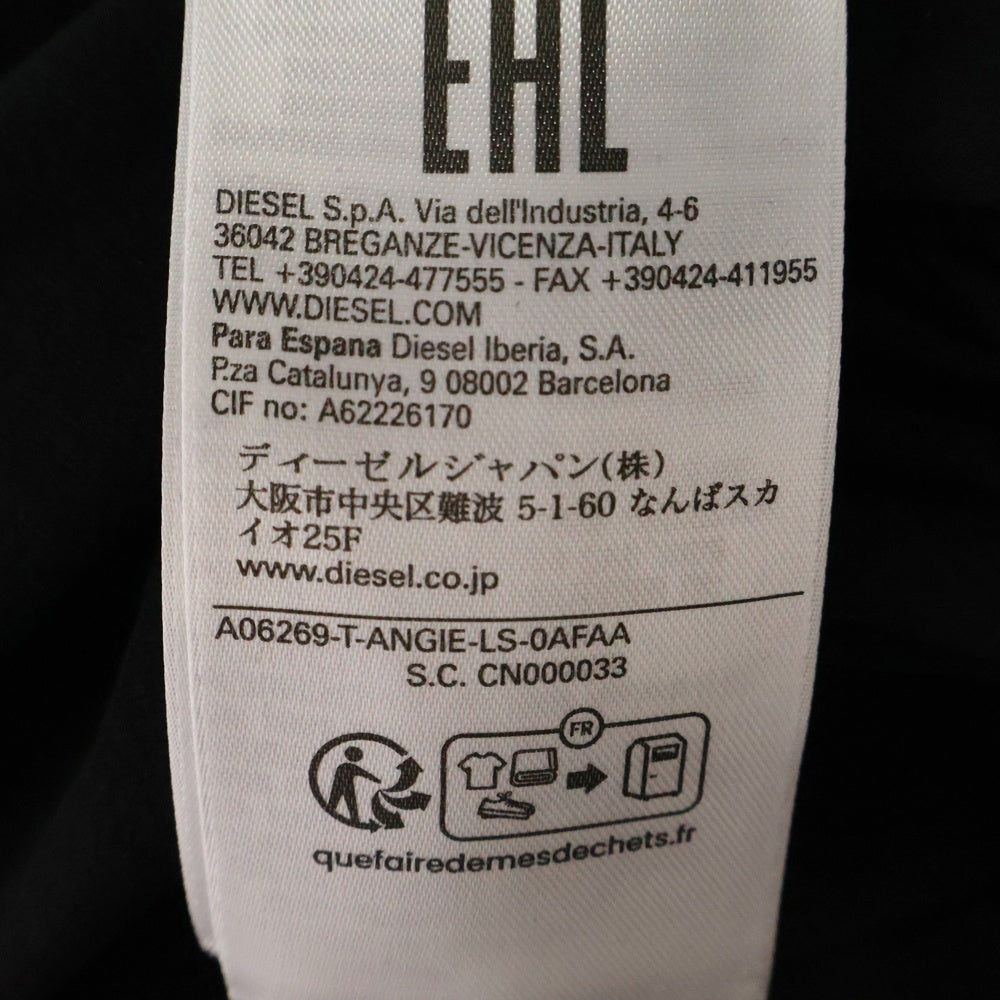 EAC
DIESEL S.p.A. Via dell'Industria, 4-6
36042 BREGANZE-VICENZA-ITALY
TEL +390424-477555 - FAX +390424-411955
WWW.DIESEL.COM
Para Espana Diesel Iberia, S.A.
P.za Catalunya, 9 08002 Barcelona
CIF no: A62226170
ディーゼルジャパン(株)
大阪市中央区難波 5-1-60 なんばスカ
イオ25F
www.diesel.co.jp
A06269-T-ANGIE-LS-0AFAA
S.C. CN000033
FR
quefairedemesdechets.fr